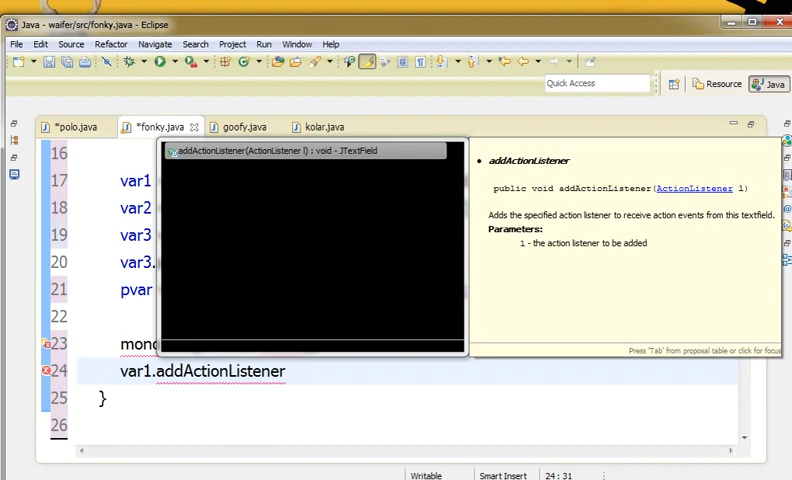 Java - waifer/src/fonky.java - Eclipse
File Edit Source Refactor Navigate Search Project Run Window Help
Quick Access Resource Java
*polo.java *fonky.java goofy.java kolar.java
16
addActionListener(ActionListener l) : void - JTextField
addActionListener
17 var1
public void addActionListener(ActionListener l)
18 var2
Adds the specified action listener to receive action events from this textfield.
Parameters:
19 var3
l - the action listener to be added
20 var3.
21 pvar
22
23 mono
Press 'Tab' from proposal table or click for focus
24 var1.addActionListener
25 }
26
Writable Smart Insert 24 : 31